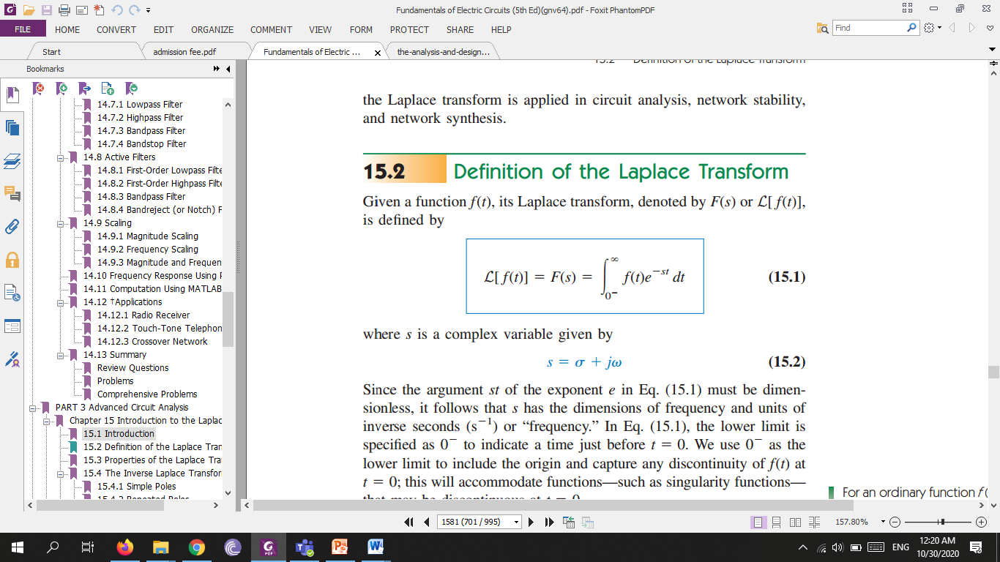 Fundamentals of Electric Circuits (5th Ed)(gnv64).pdf - Foxit PhantomPDF
FILE HOME CONVERT EDIT ORGANIZE COMMENT VIEW FORM PROTECT SHARE HELP
Find
Start admission fee.pdf Fundamentals of Electric ... the-analysis-and-design...
Bookmarks
14.7.1 Lowpass Filter
14.7.2 Highpass Filter
14.7.3 Bandpass Filter
14.7.4 Bandstop Filter
14.8 Active Filters
14.8.1 First-Order Lowpass Filte
14.8.2 First-Order Highpass Filte
14.8.3 Bandpass Filter
14.8.4 Bandreject (or Notch) F
14.9 Scaling
14.9.1 Magnitude Scaling
14.9.2 Frequency Scaling
14.9.3 Magnitude and Frequen
14.10 Frequency Response Using P
14.11 Computation Using MATLAB
14.12 †Applications
14.12.1 Radio Receiver
14.12.2 Touch-Tone Telephon
14.12.3 Crossover Network
14.13 Summary
Review Questions
Problems
Comprehensive Problems
PART 3 Advanced Circuit Analysis
Chapter 15 Introduction to the Laplac
15.1 Introduction
15.2 Definition of the Laplace Tran
15.3 Properties of the Laplace Tra
15.4 The Inverse Laplace Transfor
15.4.1 Simple Poles
15.4.2 Repeated Poles
15.2 Definition of the Laplace Transform
the Laplace transform is applied in circuit analysis, network stability,
and network synthesis.
15.2 Definition of the Laplace Transform
Given a function f(t), its Laplace transform, denoted by F(s) or ℒ[f(t)],
is defined by
ℒ[f(t)] = F(s) = ∫₀₋^∞ f(t)e^−st dt (15.1)
where s is a complex variable given by
s = σ + jω (15.2)
Since the argument st of the exponent e in Eq. (15.1) must be dimen-
sionless, it follows that s has the dimensions of frequency and units of
inverse seconds (s⁻¹) or “frequency.” In Eq. (15.1), the lower limit is
specified as 0⁻ to indicate a time just before t = 0. We use 0⁻ as the
lower limit to include the origin and capture any discontinuity of f(t) at
t = 0; this will accommodate functions—such as singularity functions—
that may be discontinuous at t = 0.
For an ordinary function f(
1581 (701 / 995)
157.80%
ENG
12:20 AM
10/30/2020